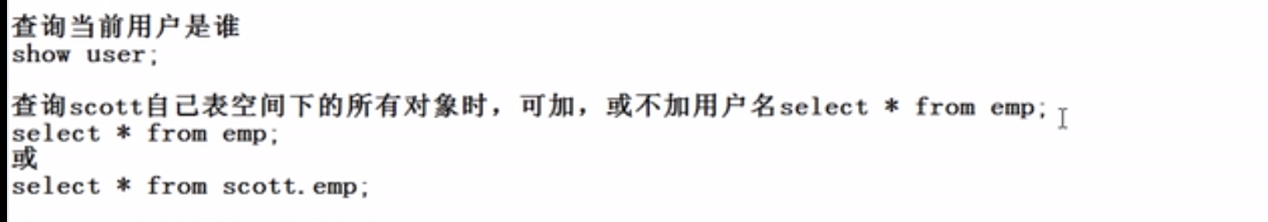 查询当前用户是谁
show user;
查询scott自己表空间下的所有对象时，可加，或不加用户名select * from emp;
select * from emp;
或
select * from scott.emp;